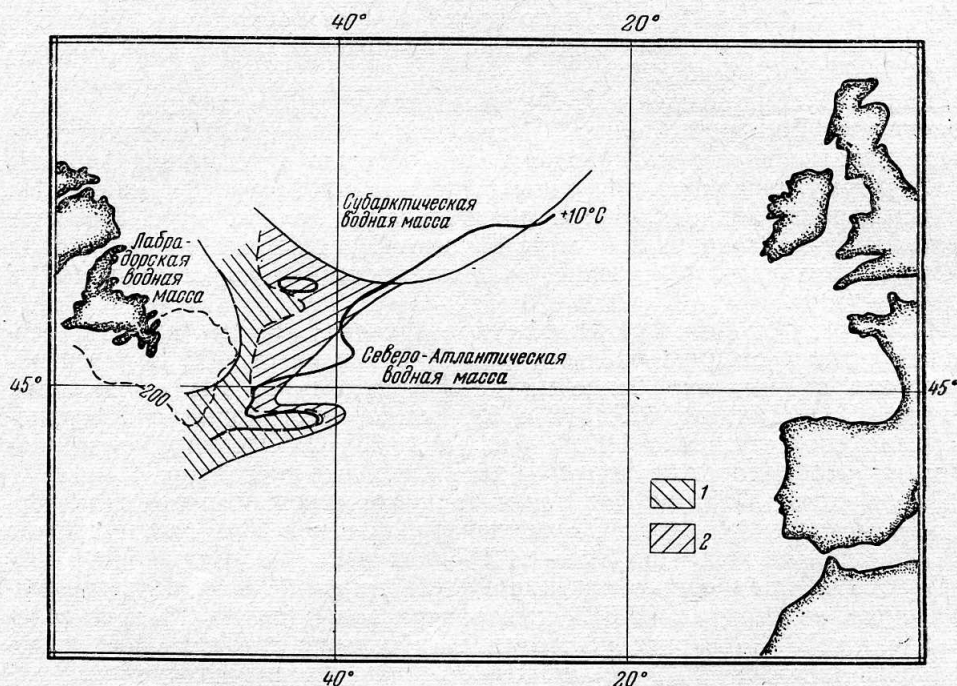 40°
20°
Субарктическая
водная масса
+10°C
Лабра-
дорская
водная
масса
Северо-Атлантическая
водная масса
45°
200
45°
1
2
40°
20°